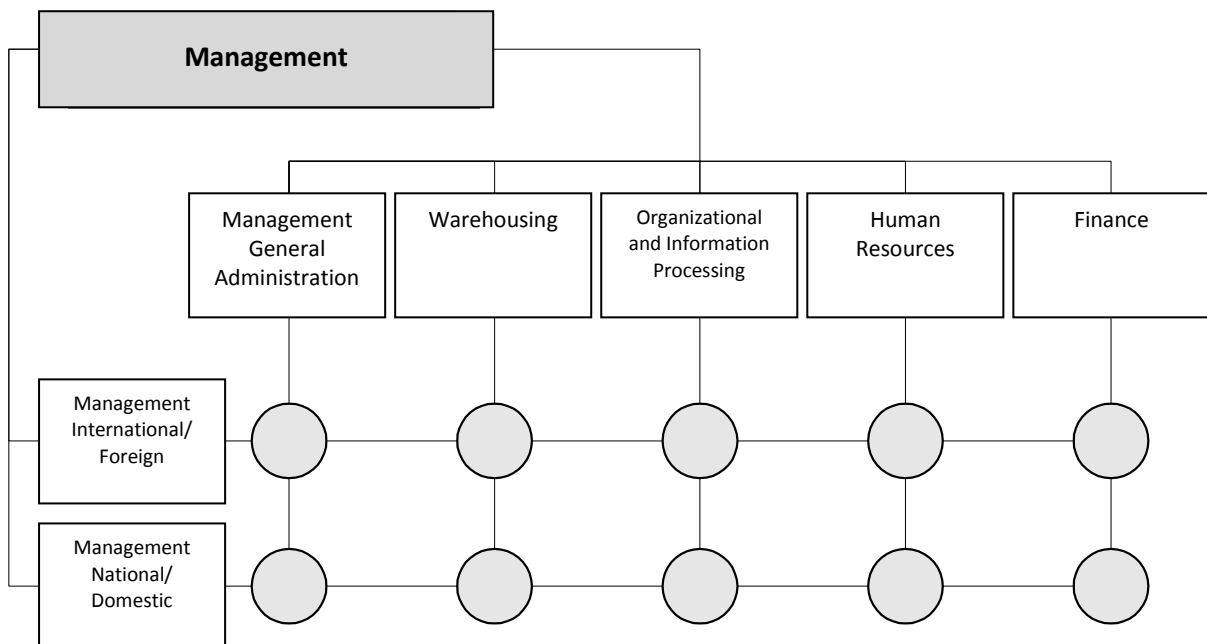 Management
Management
General
Administration
Warehousing
Organizational
and Information
Processing
Human
Resources
Finance
Management
International/
Foreign
Management
National/
Domestic